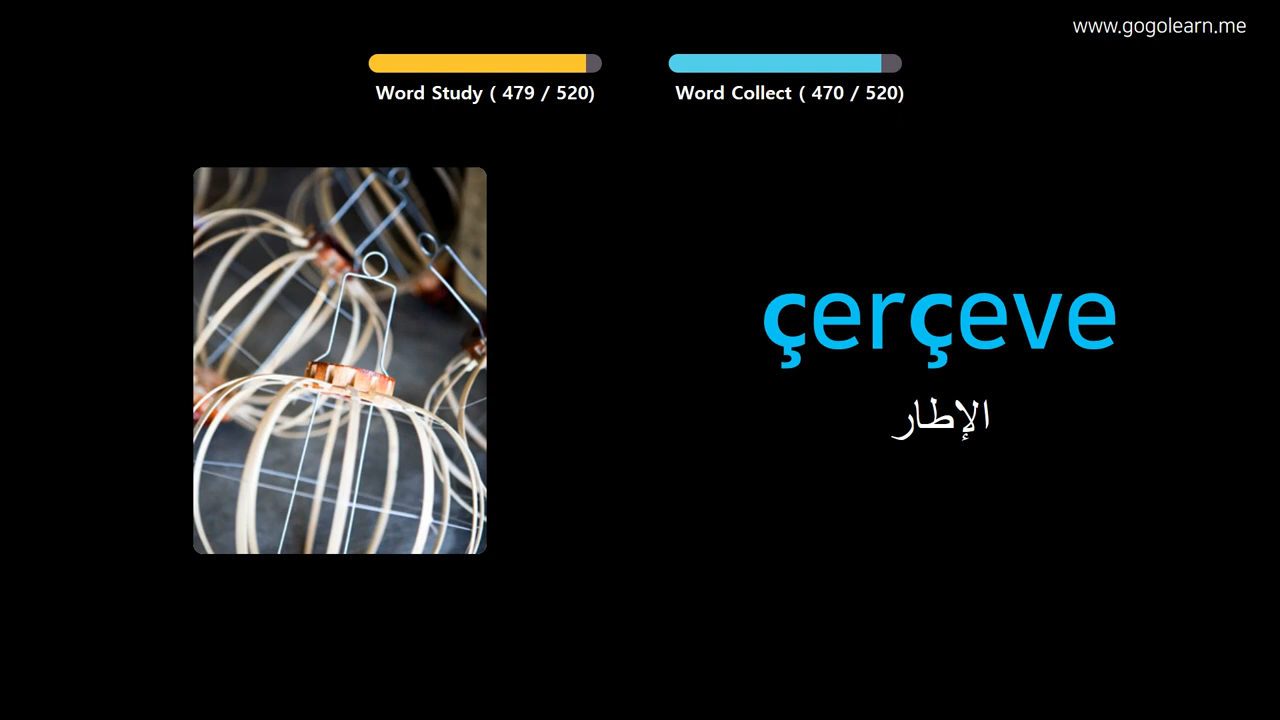 www.gogolearn.me
Word Study ( 479 / 520)
Word Collect ( 470 / 520)
çerçeve
الإطار